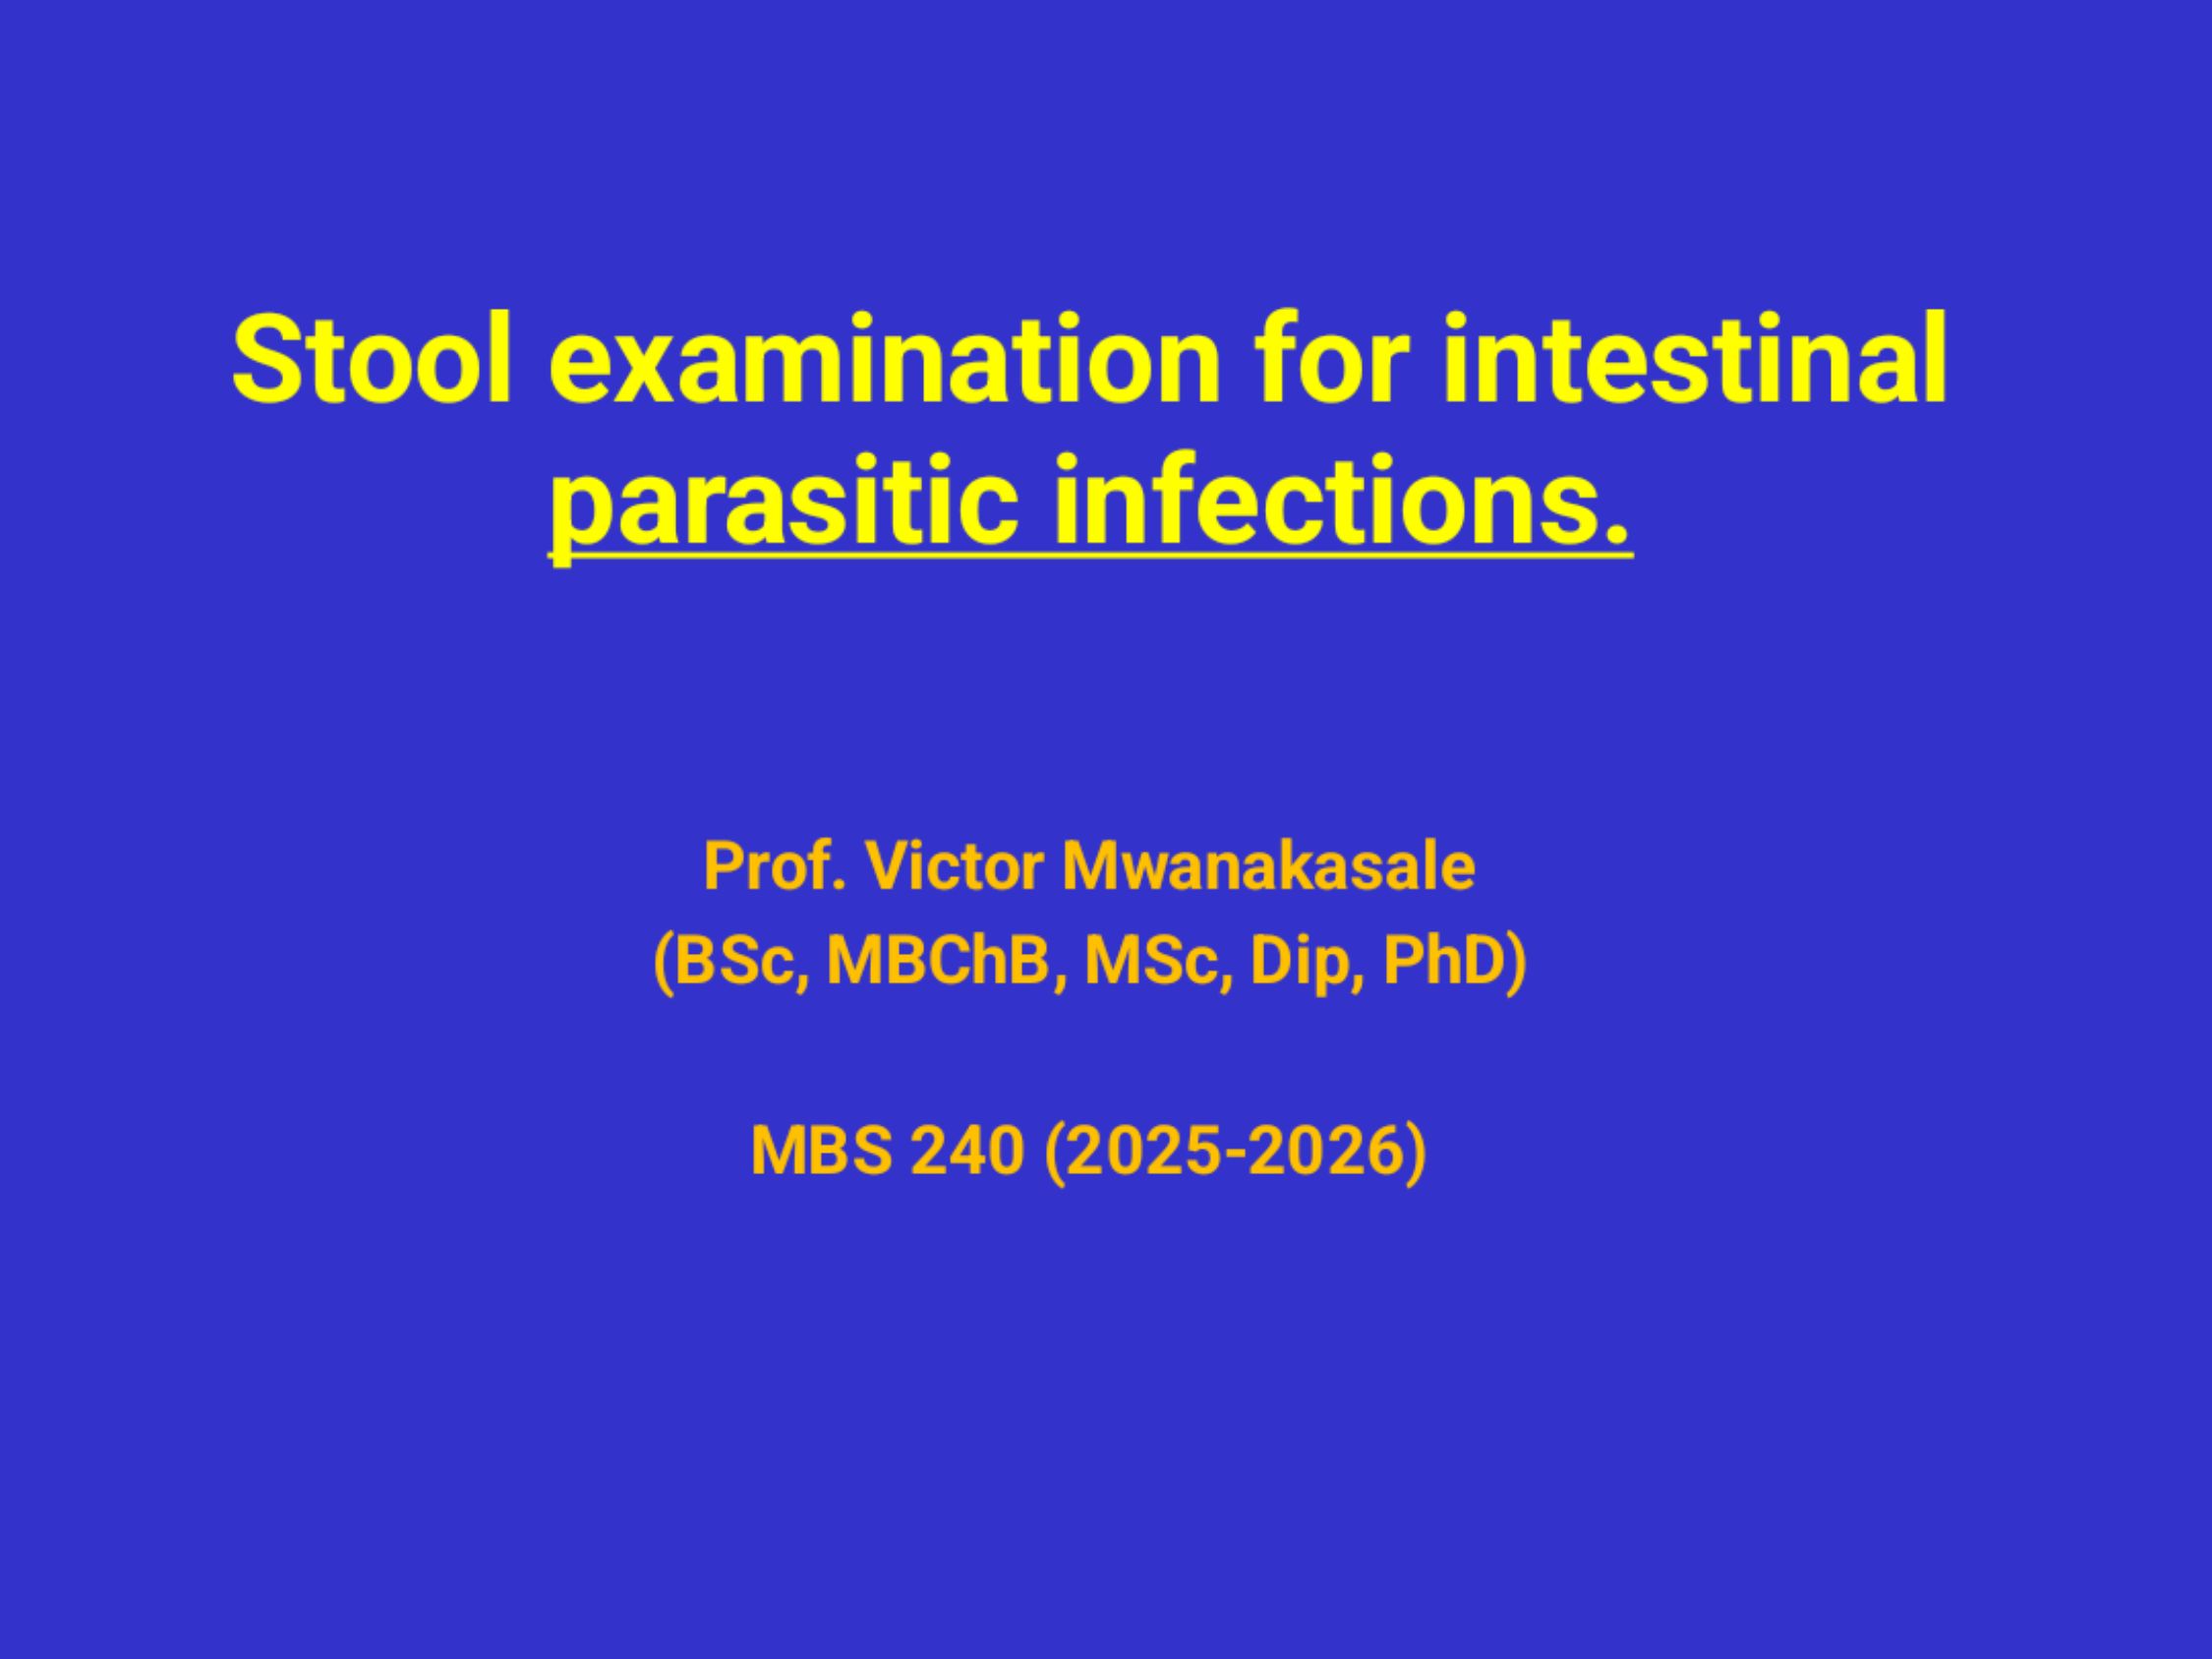 Stool examination for intestinal
parasitic infections.
Prof. Victor Mwanakasale
(BSc, MBChB, MSc, Dip, PhD)
MBS 240 (2025-2026)